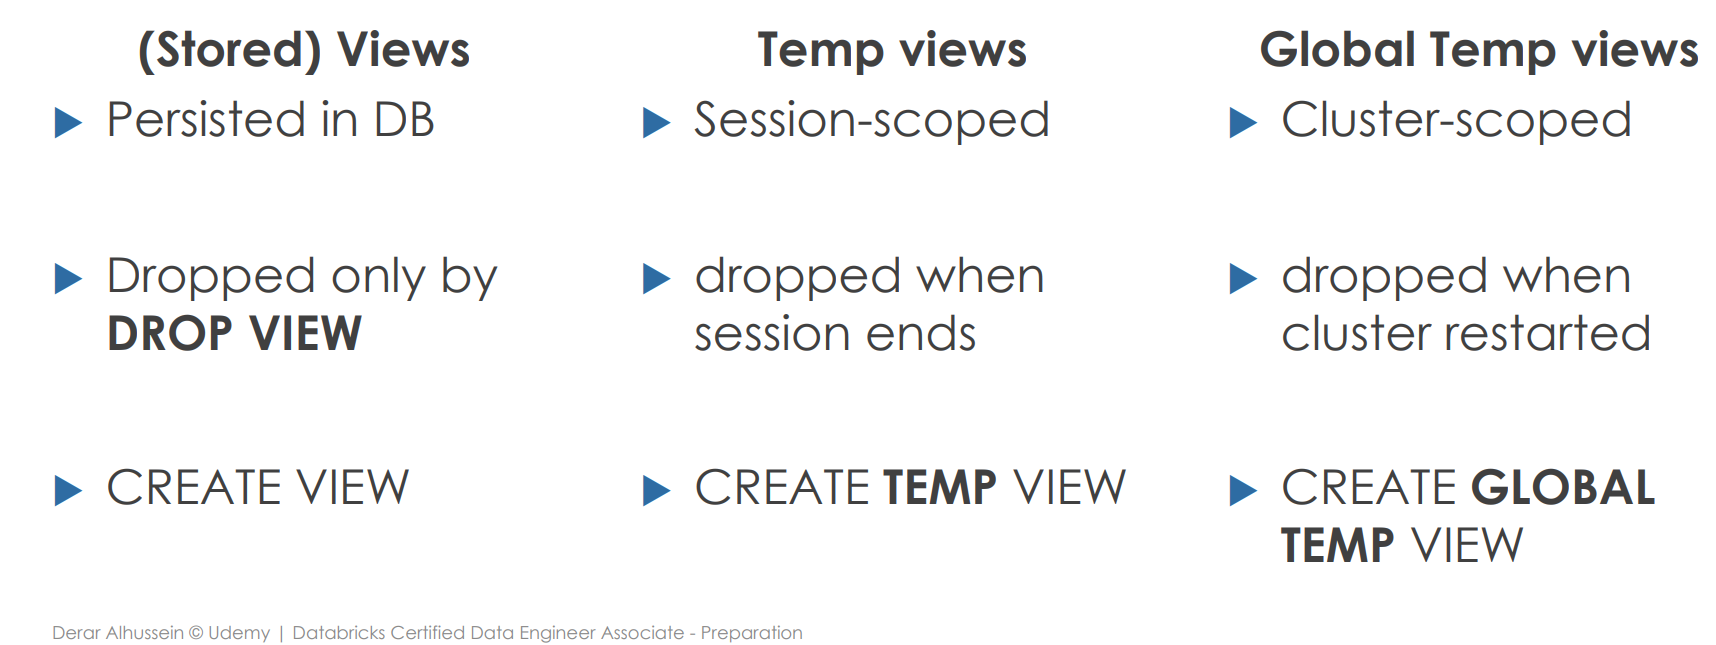 (Stored) Views
Persisted in DB
Dropped only by
DROP VIEW
CREATE VIEW
Temp views
Session-scoped
dropped when
session ends
CREATE TEMP VIEW
Global Temp views
Cluster-scoped
dropped when
cluster restarted
CREATE GLOBAL
TEMP VIEW
Derar Alhussein © Udemy | Databricks Certified Data Engineer Associate - Preparation